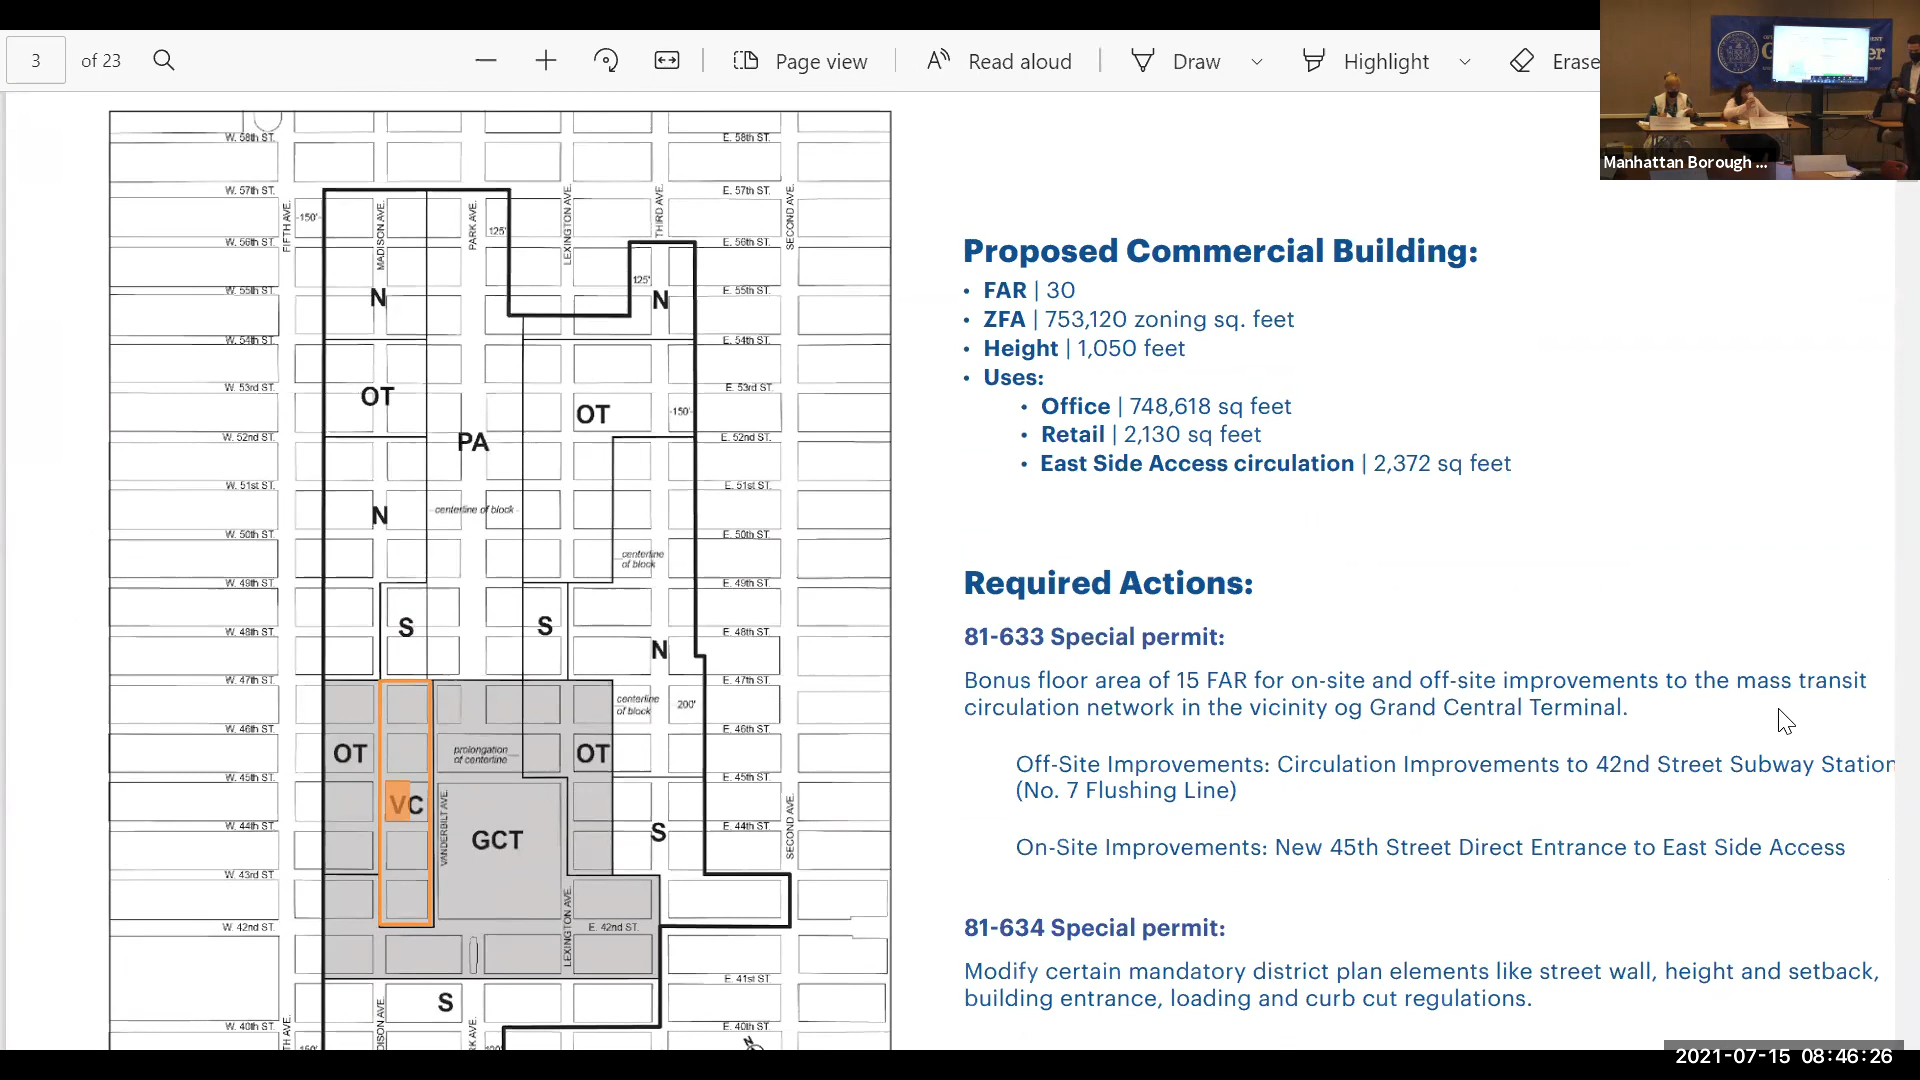 3 of 23 Page view Read aloud Draw Highlight Erase
Manhattan Borough ...
W. 58th ST. E. 58th ST.
W. 57th ST. E. 57th ST.
FIFTH AVE. 150' MADISON AVE. PARK AVE. 125' LEXINGTON AVE. THIRD AVE. SECOND AVE.
W. 56th ST. E. 56th ST.
125'
W. 55th ST. N N E. 55th ST.
W. 54th ST. E. 54th ST.
W. 53rd ST. OT OT E. 53rd ST.
150'
W. 52nd ST. PA E. 52nd ST.
W. 51st ST. E. 51st ST.
N centerline of block
W. 50th ST. E. 50th ST.
centerline
of block
W. 49th ST. E. 49th ST.
W. 48th ST. S S E. 48th ST.
N
W. 47th ST. E. 47th ST.
centerline
of block 200'
W. 46th ST. E. 46th ST.
OT prolongation
of centerline OT
W. 45th ST. E. 45th ST.
VC VANDERBILT AVE. SECOND AVE.
W. 44th ST. GCT S E. 44th ST.
W. 43rd ST. E. 43rd ST.
W. 42nd ST. LEXINGTON AVE. E. 42nd ST.
E. 41st ST.
S
W. 40th ST. E. 40th ST.
N
Proposed Commercial Building:
• FAR | 30
• ZFA | 753,120 zoning sq. feet
• Height | 1,050 feet
• Uses:
• Office | 748,618 sq feet
• Retail | 2,130 sq feet
• East Side Access circulation | 2,372 sq feet
Required Actions:
81-633 Special permit:
Bonus floor area of 15 FAR for on-site and off-site improvements to the mass transit
circulation network in the vicinity og Grand Central Terminal.
Off-Site Improvements: Circulation Improvements to 42nd Street Subway Station
(No. 7 Flushing Line)
On-Site Improvements: New 45th Street Direct Entrance to East Side Access
81-634 Special permit:
Modify certain mandatory district plan elements like street wall, height and setback,
building entrance, loading and curb cut regulations.
2021-07-15 08:46:26